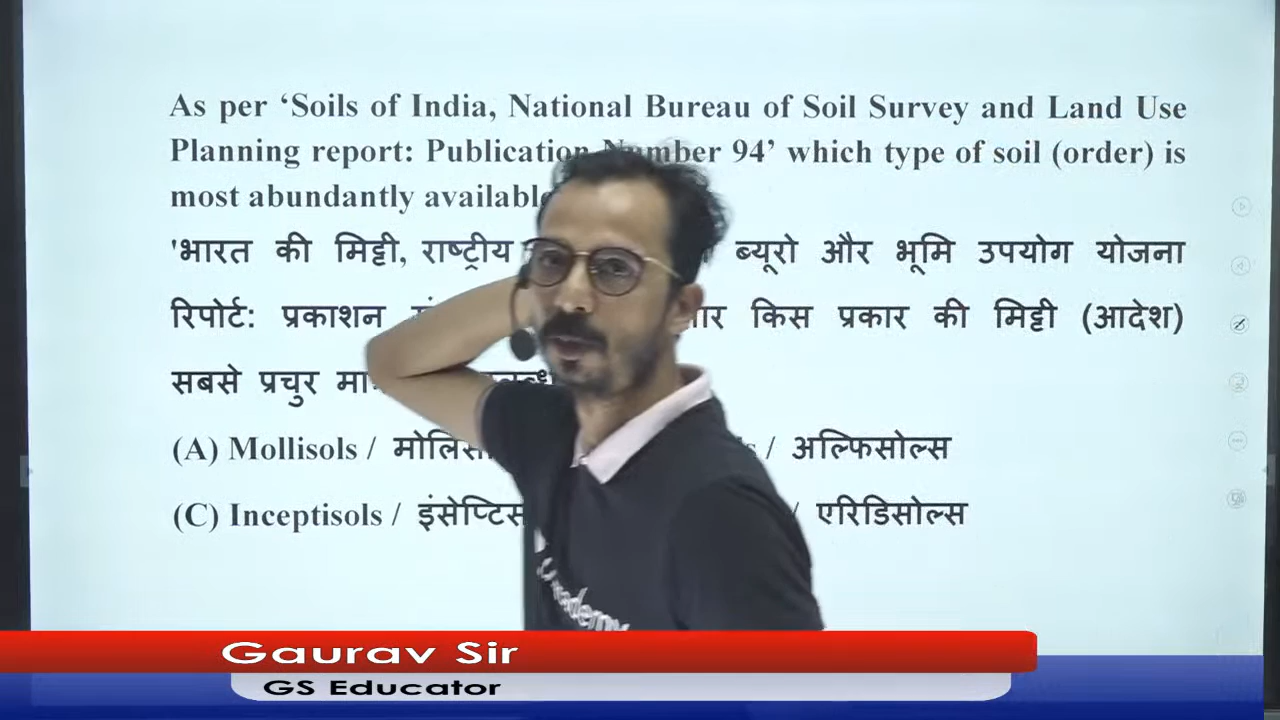 As per ‘Soils of India, National Bureau of Soil Survey and Land Use
Planning report: Publication Number 94’ which type of soil (order) is
most abundantly
'भारत की मिट्टी, राष्ट्रीय ब्यूरो और भूमि उपयोग योजना
रिपोर्ट: प्रकाशन किस प्रकार की मिट्टी (आदेश)
सबसे प्रचुर
(A) Mollisols / / अल्फिसोल्स
(C) Inceptisols / / एरिडिसोल्स
Gaurav Sir
GS Educator